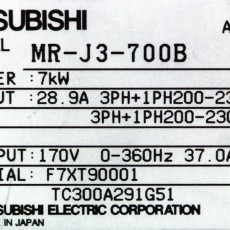 SUBISHI
EL MR-J3-700B
ER : 7kW
UT : 28.9A 3PH+1PH200-23
3PH+1PH200-230
PUT: 170V 0-360Hz 37.0A
IAL: F7XT90001
TC300A291G51
SUBISHI ELECTRIC CORPORATION
IN JAPAN